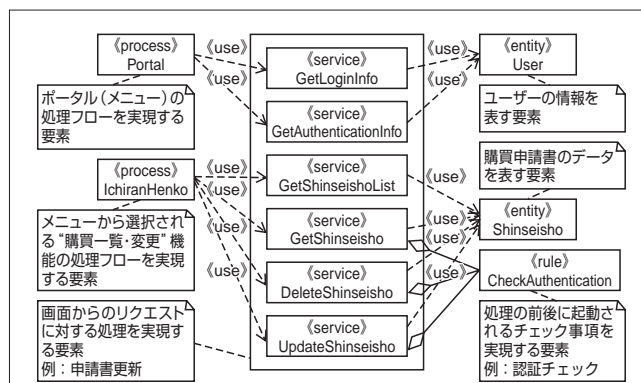 《process》
Portal
《use》
《use》
ポータル（メニュー）の
処理フローを実現する
要素
《process》
IchiranHenko
《use》
《use》
《use》
《use》
メニューから選択され
る“購買一覧・変更”機
能の処理フローを実現
する要素
画面からのリクエスト
に対する処理を実現す
る要素
例：申請書更新
《service》
GetLoginInfo
《service》
GetAuthenticationInfo
《service》
GetShinseishoList
《service》
GetShinseisho
《service》
DeleteShinseisho
《service》
UpdateShinseisho
《use》
《use》
《use》
《use》
《use》
《use》
《entity》
User
ユーザーの情報を
表す要素
購買申請書のデータ
を表す要素
《entity》
Shinseisho
《rule》
CheckAuthentication
処理の前後に起動さ
れるチェック事項を
実現する要素
例：認証チェック